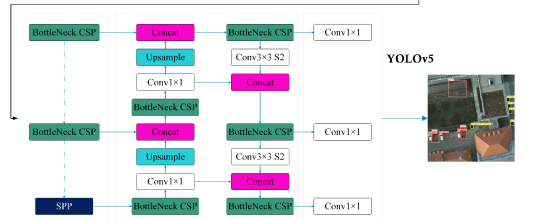 BottleNeck CSP Concat BottleNeck CSP Conv1×1
Upsample Conv3×3 S2
YOLOv5
Conv1×1 Concat
BottleNeck CSP
BottleNeck CSP Concat BottleNeck CSP Conv1×1
Upsample Conv3×3 S2
Conv1×1 Concat
SPP BottleNeck CSP BottleNeck CSP Conv1×1